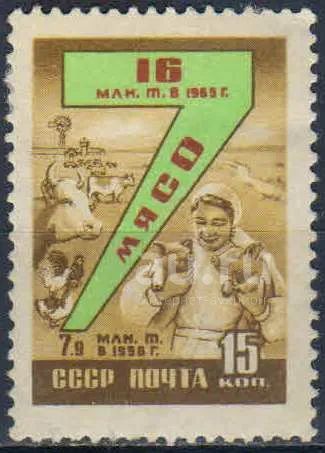 16
МЛН. Т. В 1965 Г.
МЯСО
7.9 МЛН. Т.
В 1958 Г.
15
КОП.
СССР ПОЧТА